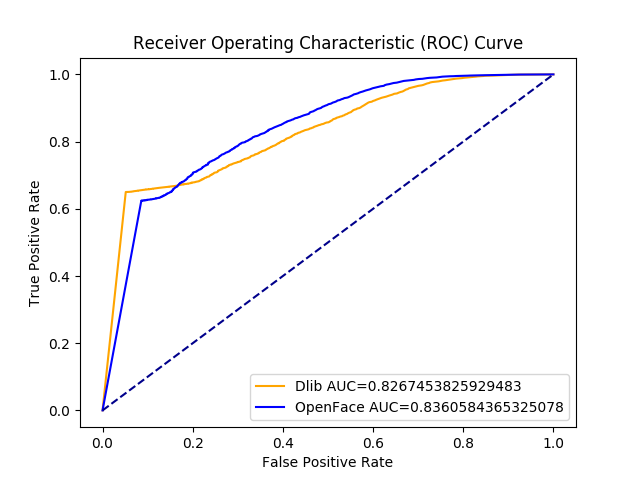 Receiver Operating Characteristic (ROC) Curve
True Positive Rate
1.0
0.8
0.6
0.4
0.2
0.0
Dlib AUC=0.8267453825929483
OpenFace AUC=0.8360584365325078
0.0 0.2 0.4 0.6 0.8 1.0
False Positive Rate